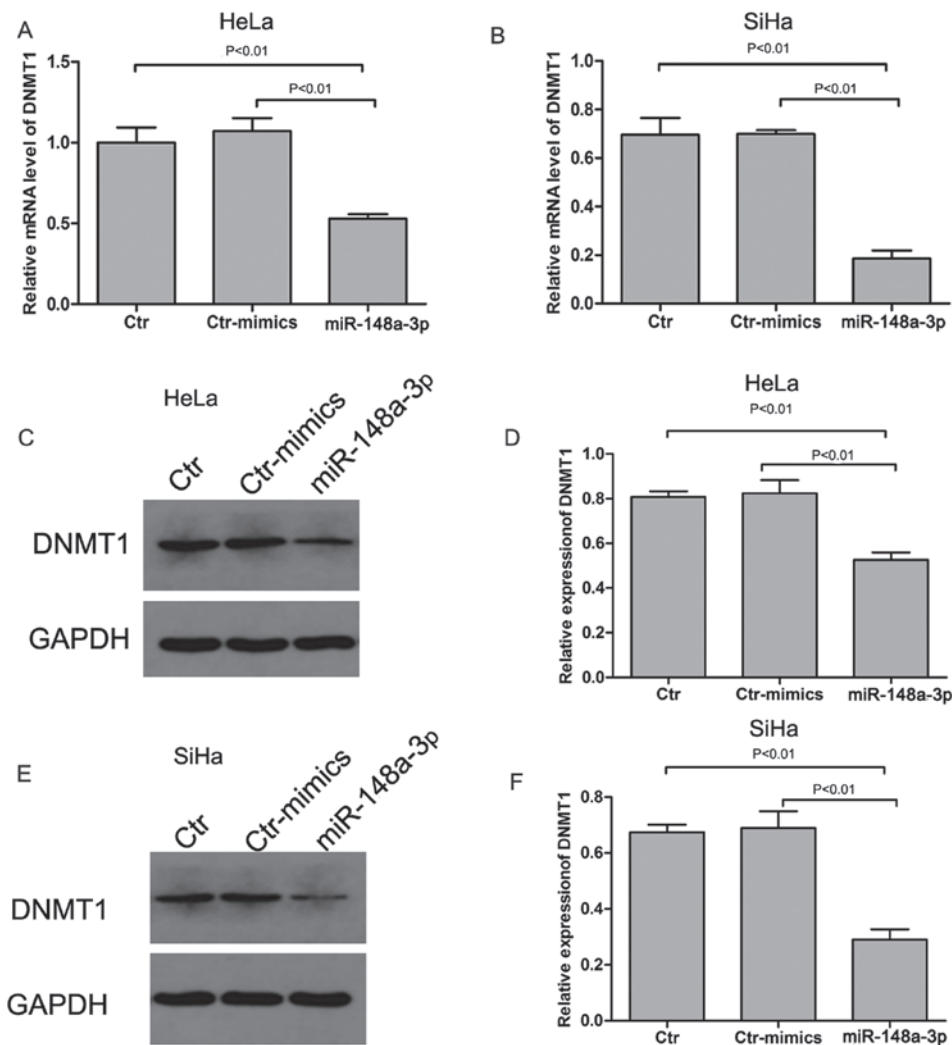 A
HeLa
P<0.01
P<0.01
Relative mRNA level of DNMT1
1.5
1.0
0.5
0.0
Ctr
Ctr-mimics
miR-148a-3p
B
SiHa
P<0.01
P<0.01
Relative mRNA level of DNMT1
1.0
0.8
0.6
0.4
0.2
0.0
Ctr
Ctr-mimics
miR-148a-3p
C
HeLa
Ctr
Ctr-mimics
miR-148a-3p
DNMT1
GAPDH
D
HeLa
P<0.01
P<0.01
Relative expressionof DNMT1
1.0
0.8
0.6
0.4
0.2
0.0
Ctr
Ctr-mimics
miR-148a-3p
E
SiHa
Ctr
Ctr-mimics
miR-148a-3p
DNMT1
GAPDH
F
SiHa
P<0.01
P<0.01
Relative expressionof DNMT1
0.8
0.6
0.4
0.2
0.0
Ctr
Ctr-mimics
miR-148a-3p